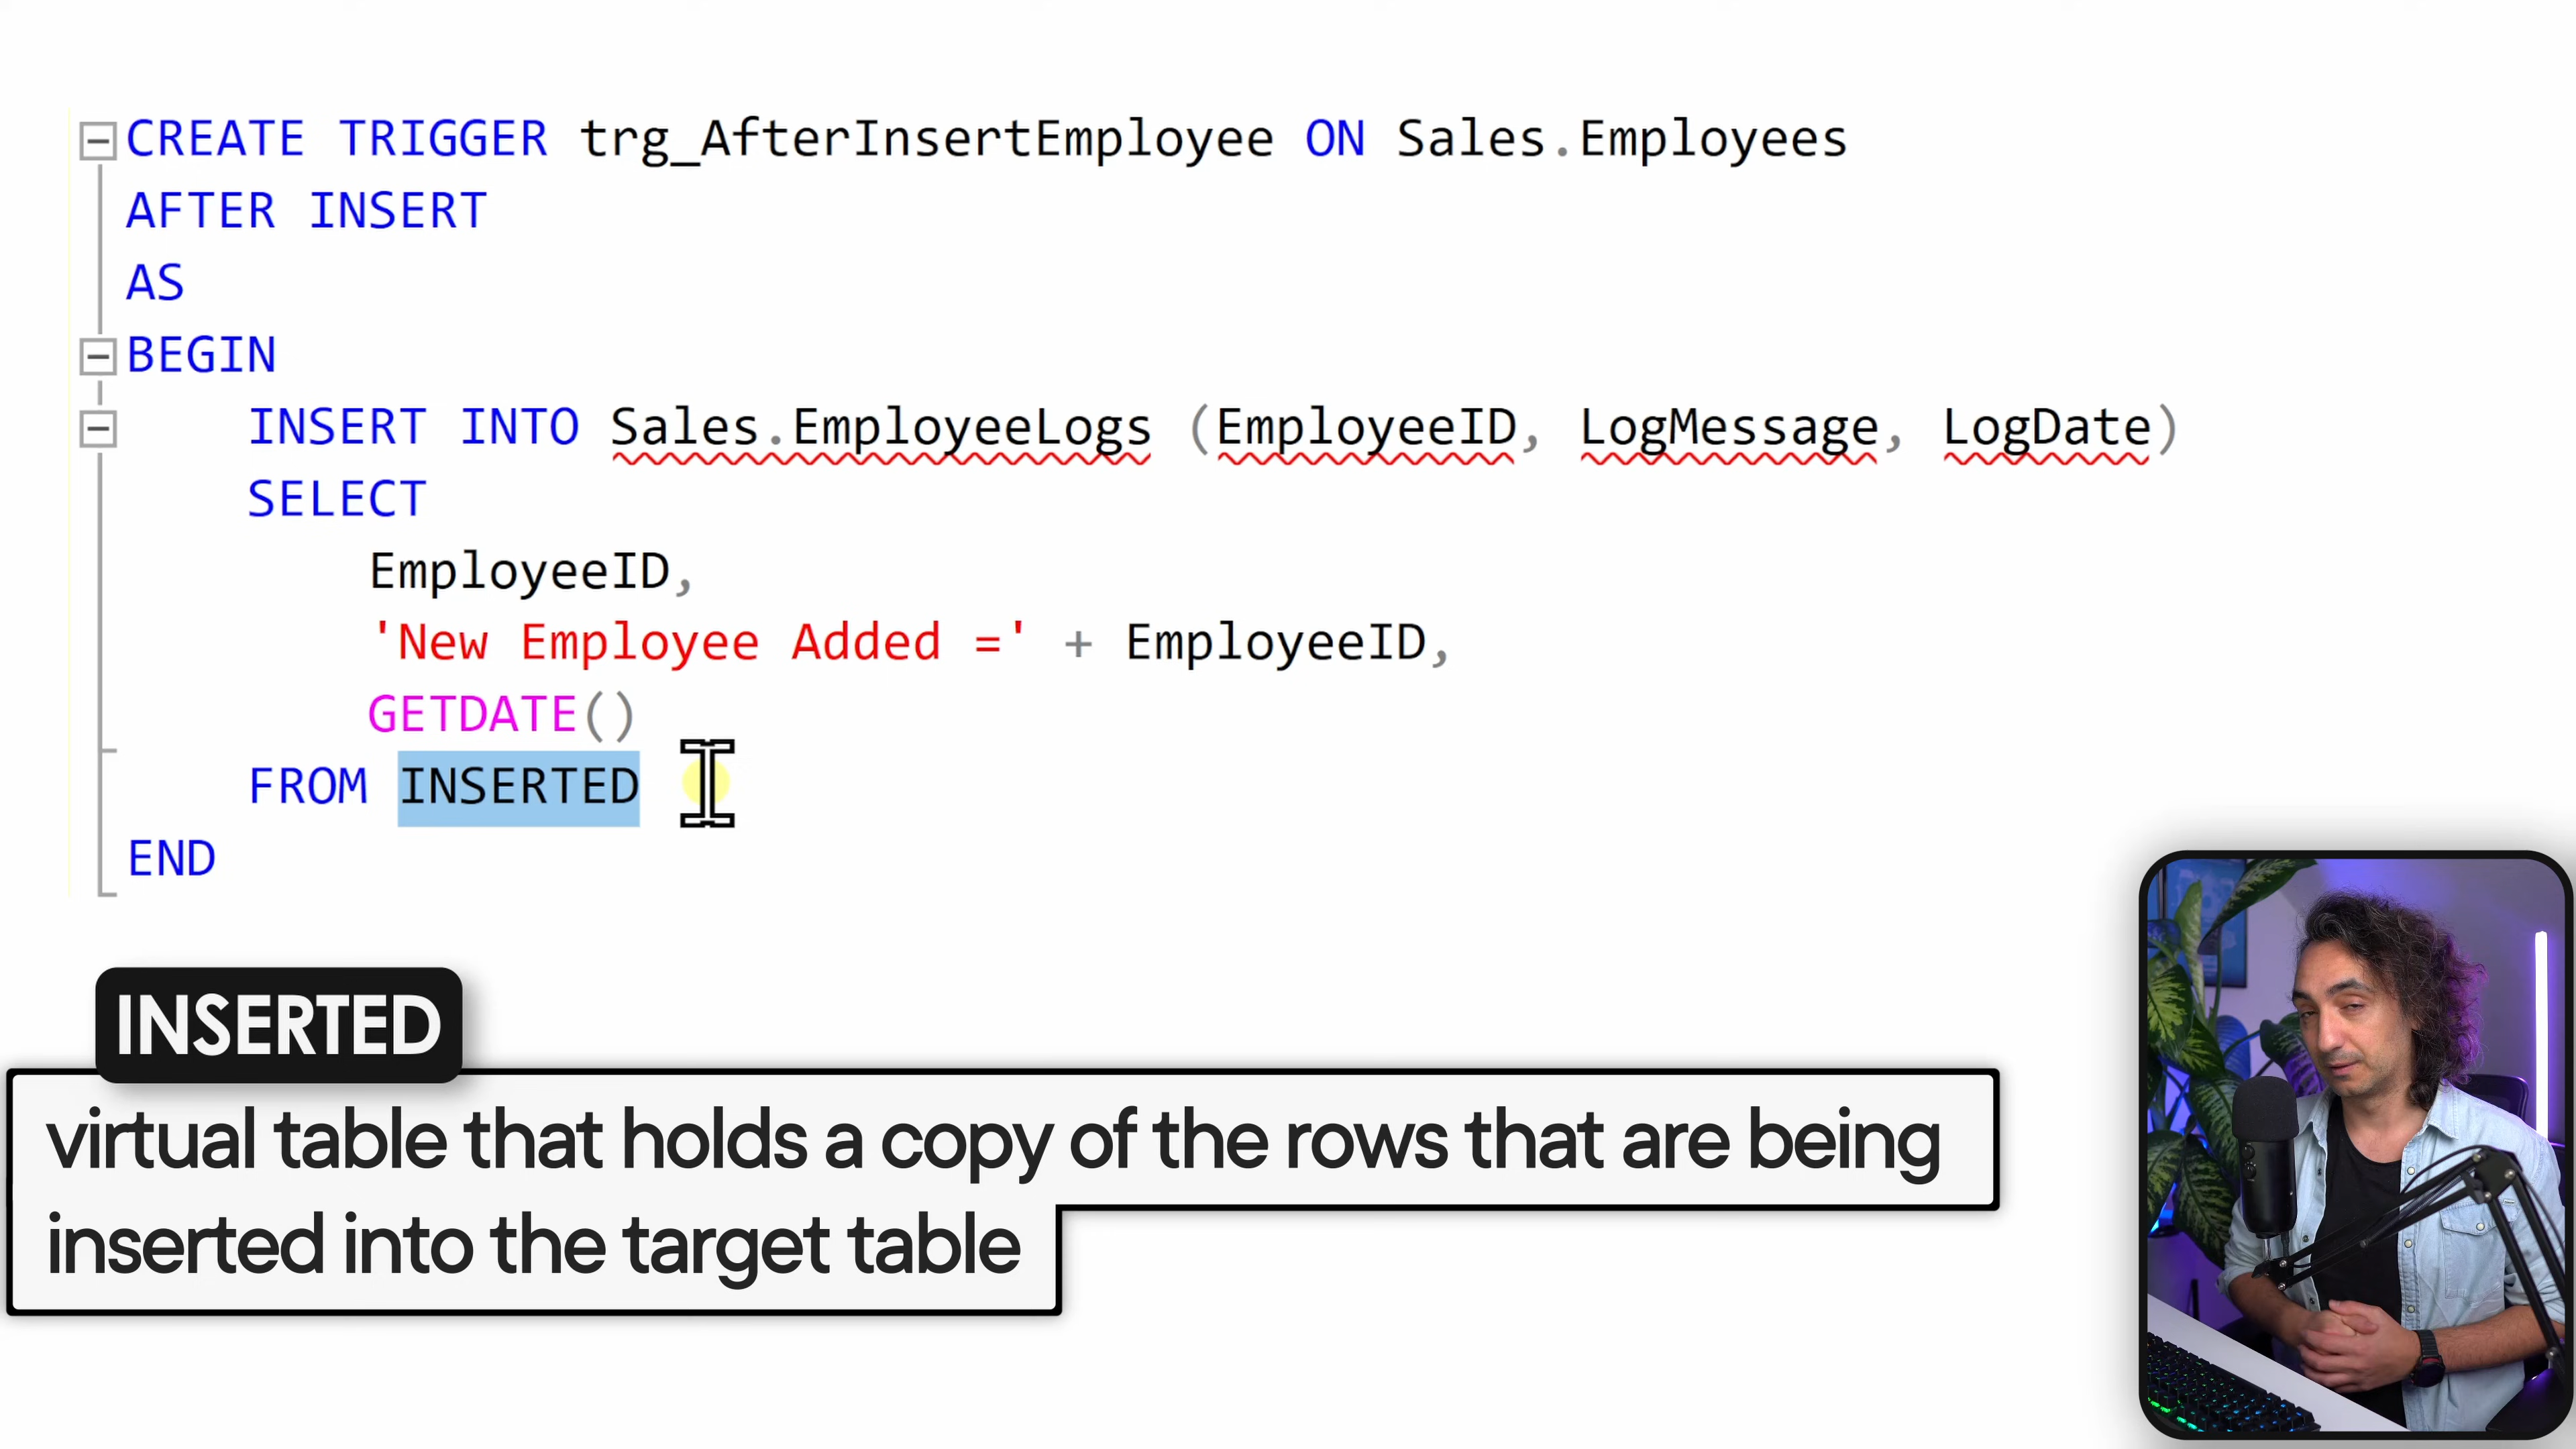 CREATE TRIGGER trg_AfterInsertEmployee ON Sales.Employees
AFTER INSERT
AS
BEGIN
INSERT INTO Sales.EmployeeLogs (EmployeeID, LogMessage, LogDate)
SELECT
EmployeeID,
'New Employee Added =' + EmployeeID,
GETDATE()
FROM INSERTED
END
INSERTED
virtual table that holds a copy of the rows that are being
inserted into the target table